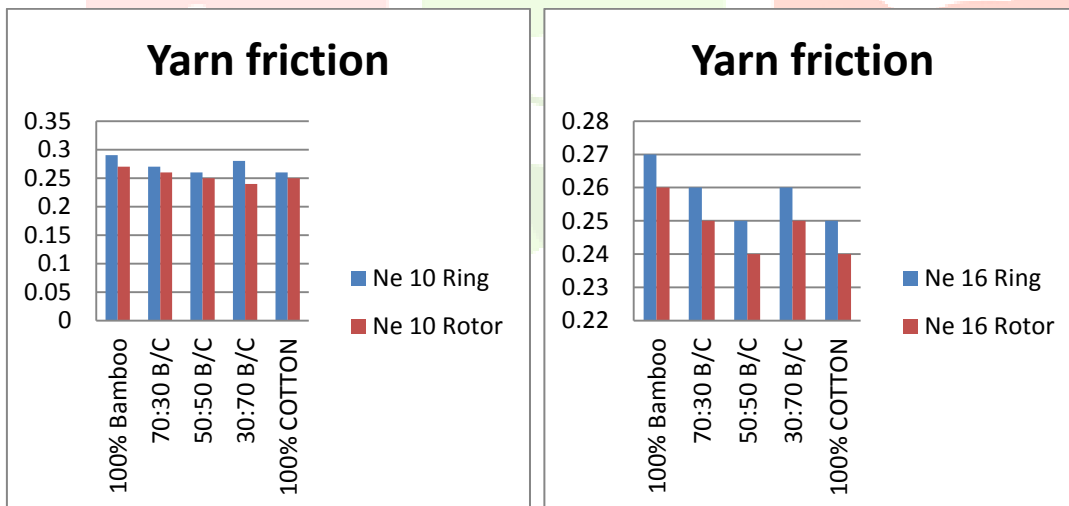 Yarn friction
0.35
0.3
0.25
0.2
0.15
0.1
0.05
0
100% Bamboo
70:30 B/C
50:50 B/C
30:70 B/C
100% COTTON
Ne 10 Ring
Ne 10 Rotor
Yarn friction
0.28
0.27
0.26
0.25
0.24
0.23
0.22
100% Bamboo
70:30 B/C
50:50 B/C
30:70 B/C
100% COTTON
Ne 16 Ring
Ne 16 Rotor